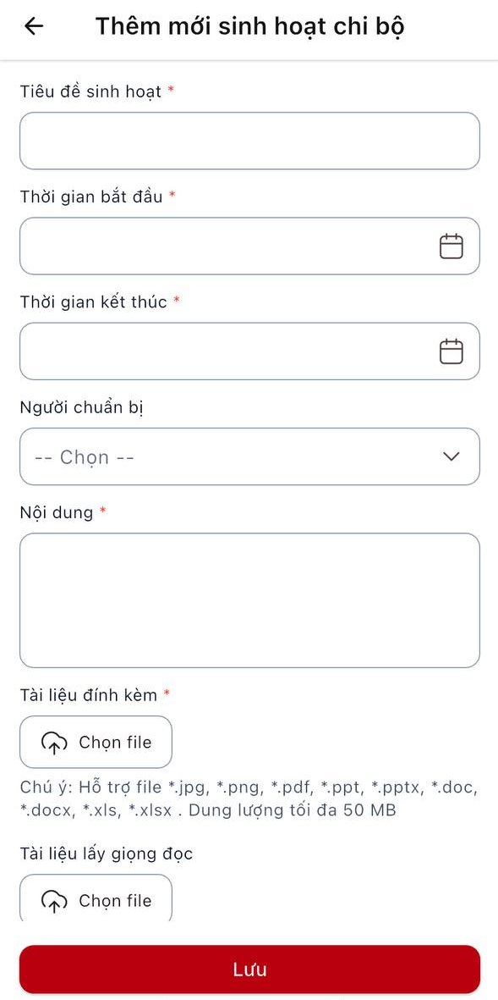 Thêm mới sinh hoạt chi bộ
Tiêu đề sinh hoạt *
Thời gian bắt đầu *
Thời gian kết thúc *
Người chuẩn bị
-- Chọn --
Nội dung *
Tài liệu đính kèm *
Chọn file
Chú ý: Hỗ trợ file *.jpg, *.png, *.pdf, *.ppt, *.pptx, *.doc,
*.docx, *.xls, *.xlsx . Dung lượng tối đa 50 MB
Tài liệu lấy giọng đọc
Chọn file
Lưu